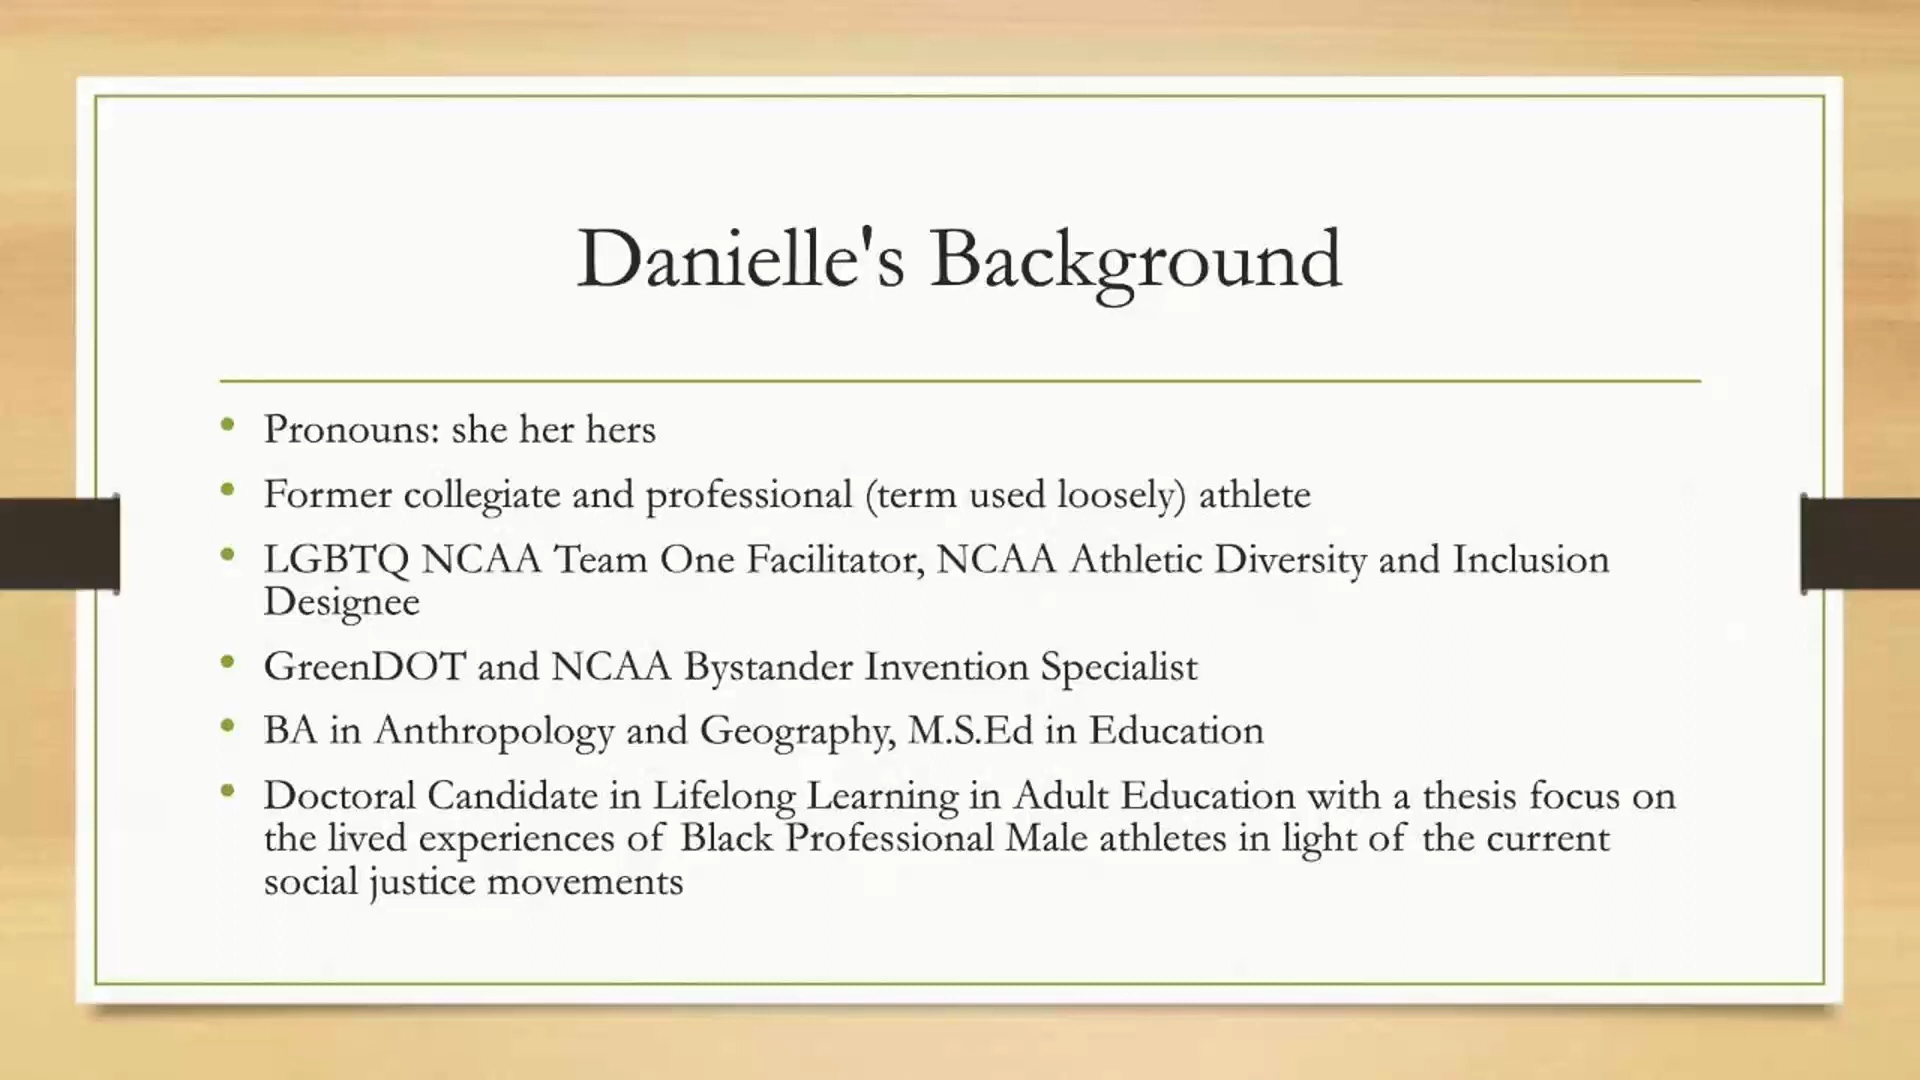 Danielle's Background
• Pronouns: she her hers
• Former collegiate and professional (term used loosely) athlete
• LGBTQ NCAA Team One Facilitator, NCAA Athletic Diversity and Inclusion
Designee
• GreenDOT and NCAA Bystander Invention Specialist
• BA in Anthropology and Geography, M.S.Ed in Education
• Doctoral Candidate in Lifelong Learning in Adult Education with a thesis focus on
the lived experiences of Black Professional Male athletes in light of the current
social justice movements